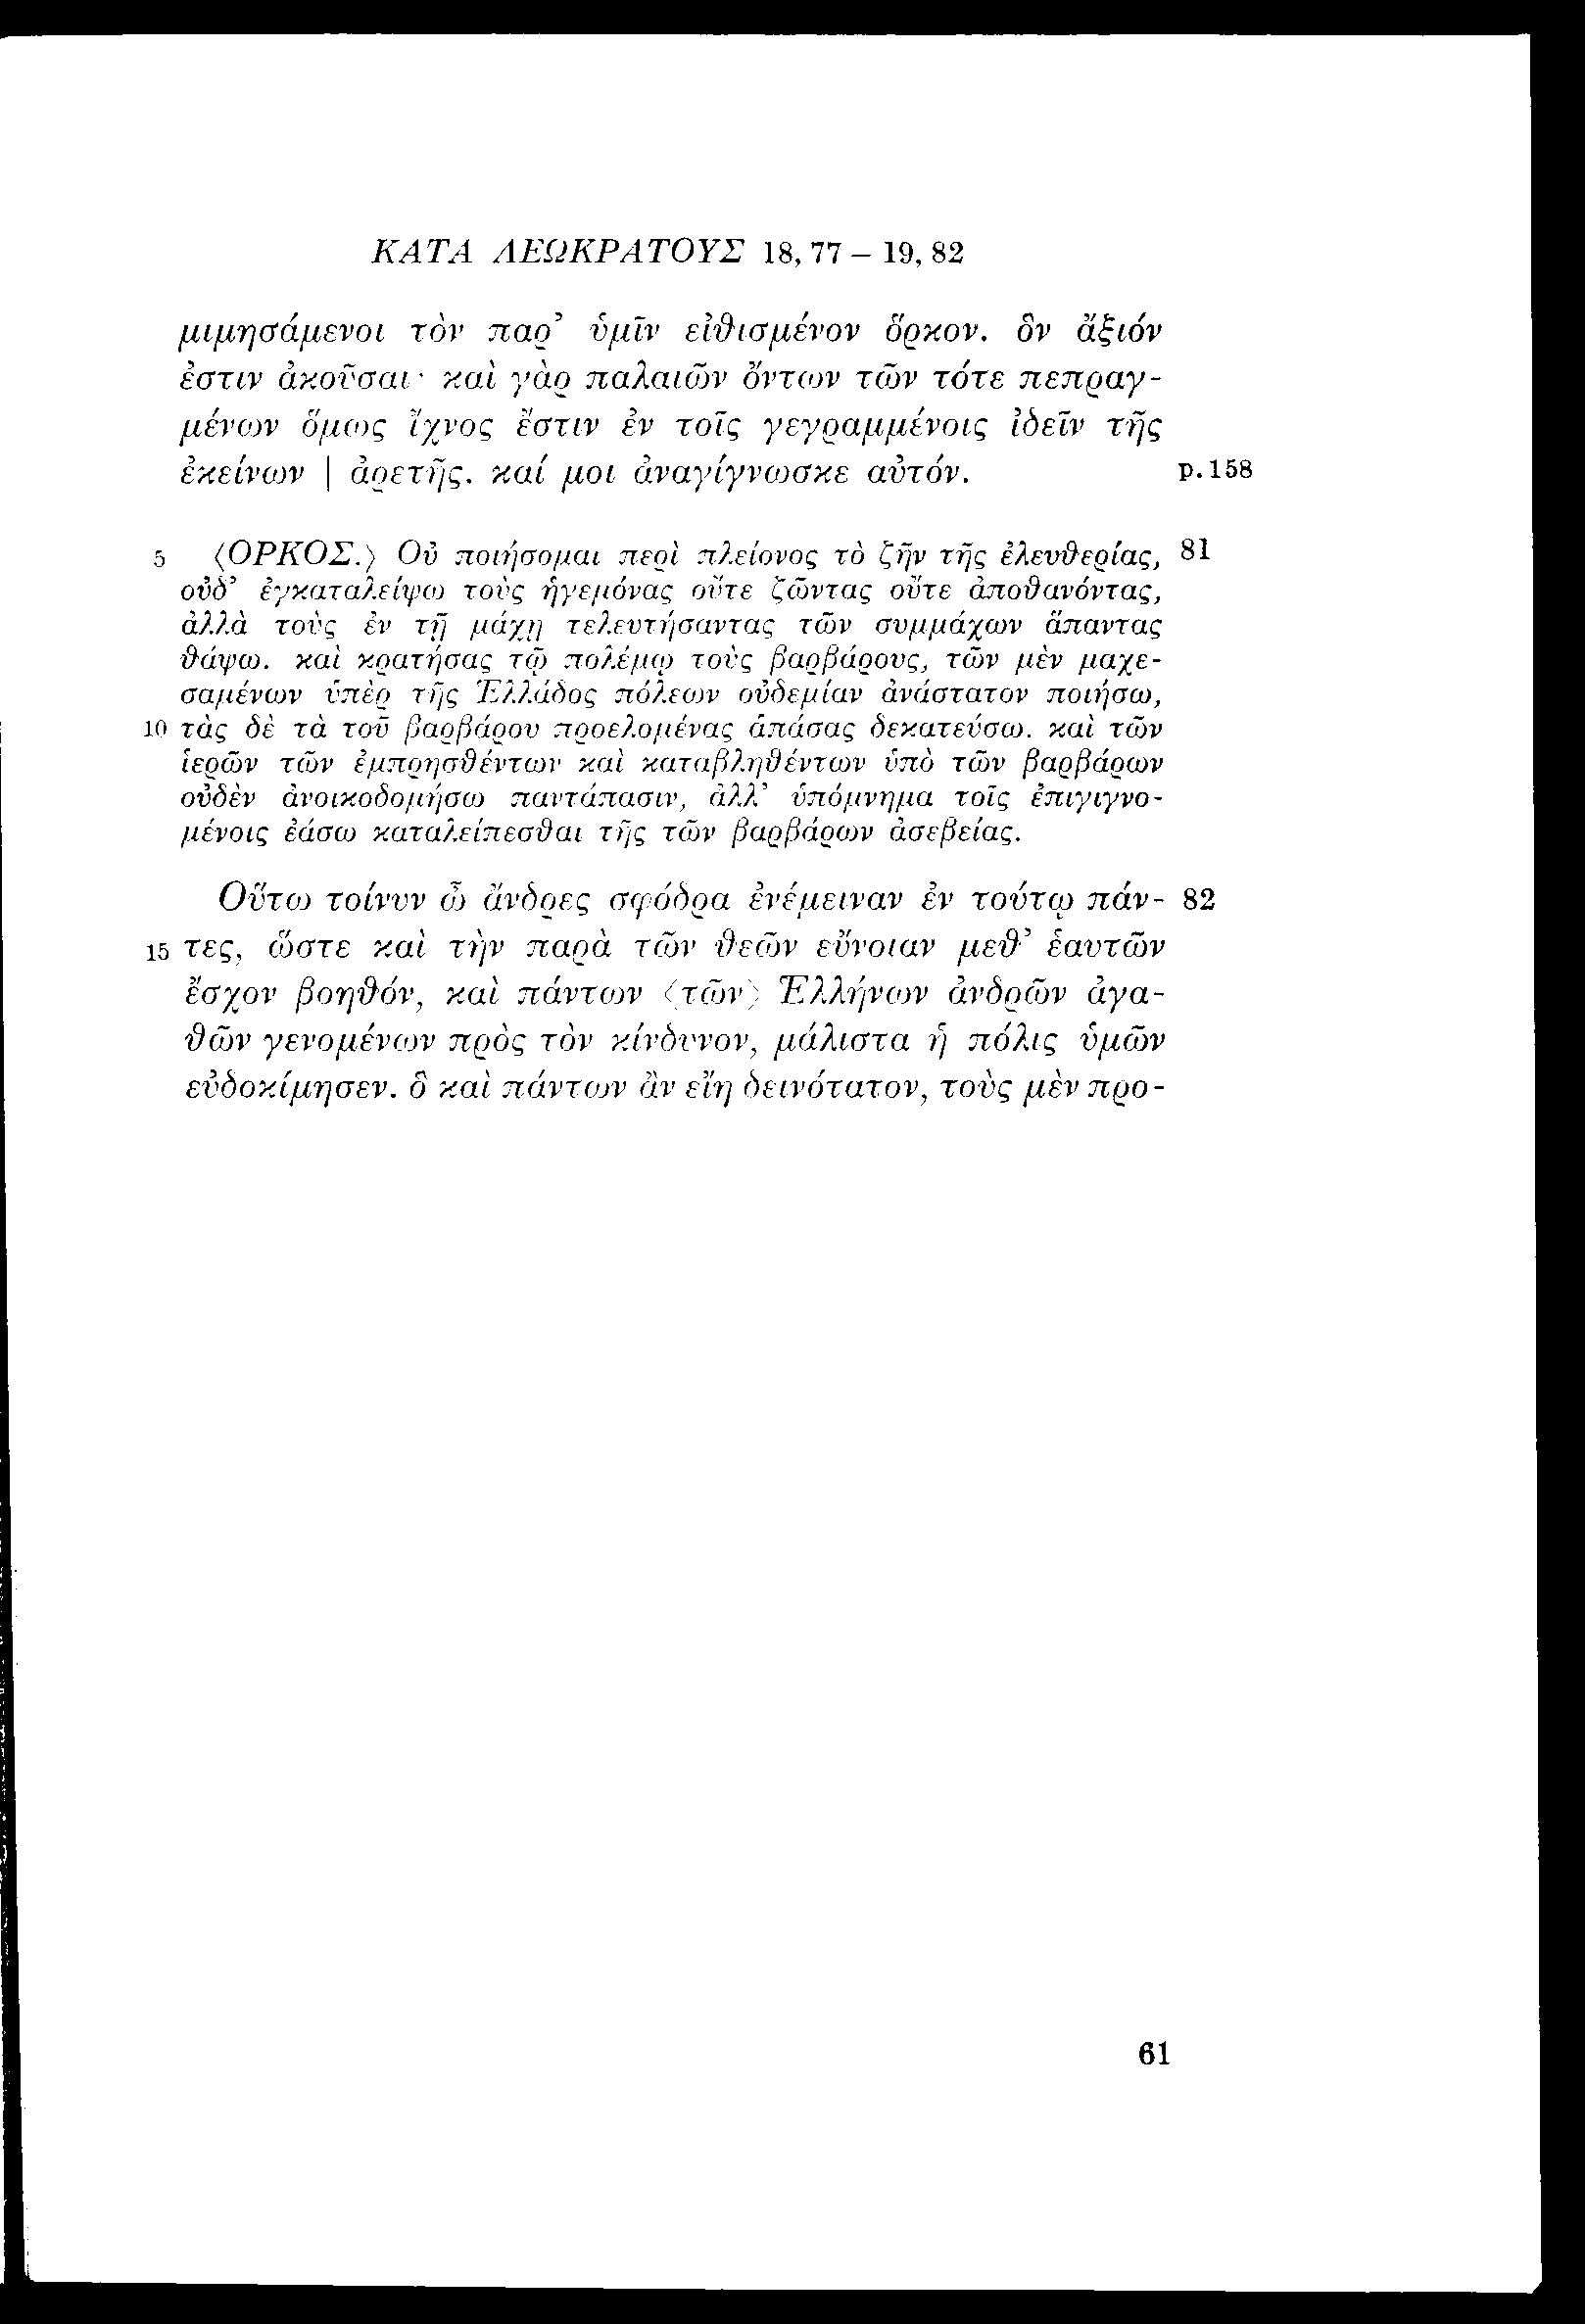 ΚΑΤΑ ΛΕΩΚΡΑΤΟΥΣ 18, 77 – 19, 82
μιμησάμενοι τὸν παρ’ ὑμῖν εἰθισμένον ὅρκον. ὃν ἄξιόν
ἐστιν ἀκοῦσαι· καὶ γὰρ παλαιῶν ὄντων τῶν τότε πεπραγ-
μένων ὅμως ἴχνος ἔστιν ἐν τοῖς γεγραμμένοις ἰδεῖν τῆς
ἐκείνων | ἀρετῆς. καί μοι ἀναγίγνωσκε αὐτόν. p. 158
5 〈ΟΡΚΟΣ.〉 Οὐ ποιήσομαι περὶ πλείονος τὸ ζῆν τῆς ἐλευθερίας, 81
οὐδ’ ἐγκαταλείψω τοὺς ἡγεμόνας οὔτε ζῶντας οὔτε ἀποθανόντας,
ἀλλὰ τοὺς ἐν τῇ μάχῃ τελευτήσαντας τῶν συμμάχων ἅπαντας
θάψω. καὶ κρατήσας τῷ πολέμῳ τοὺς βαρβάρους, τῶν μὲν μαχε-
σαμένων ὑπὲρ τῆς Ἑλλάδος πόλεων οὐδεμίαν ἀνάστατον ποιήσω,
10 τὰς δὲ τὰ τοῦ βαρβάρου προελομένας ἁπάσας δεκατεύσω. καὶ τῶν
ἱερῶν τῶν ἐμπρησθέντων καὶ καταβληθέντων ὑπὸ τῶν βαρβάρων
οὐδὲν ἀνοικοδομήσω παντάπασιν, ἀλλ’ ὑπόμνημα τοῖς ἐπιγιγνο-
μένοις ἐάσω καταλείπεσθαι τῆς τῶν βαρβάρων ἀσεβείας.
Οὕτω τοίνυν ὦ ἄνδρες σφόδρα ἐνέμειναν ἐν τούτῳ πάν- 82
15 τες, ὥστε καὶ τὴν παρὰ τῶν θεῶν εὔνοιαν μεθ’ ἑαυτῶν
ἔσχον βοηθόν, καὶ πάντων 〈τῶν〉 Ἑλλήνων ἀνδρῶν ἀγα-
θῶν γενομένων πρὸς τὸν κίνδυνον, μάλιστα ἡ πόλις ὑμῶν
εὐδοκίμησεν. ὃ καὶ πάντων ἂν εἴη δεινότατον, τοὺς μὲν προ-
61